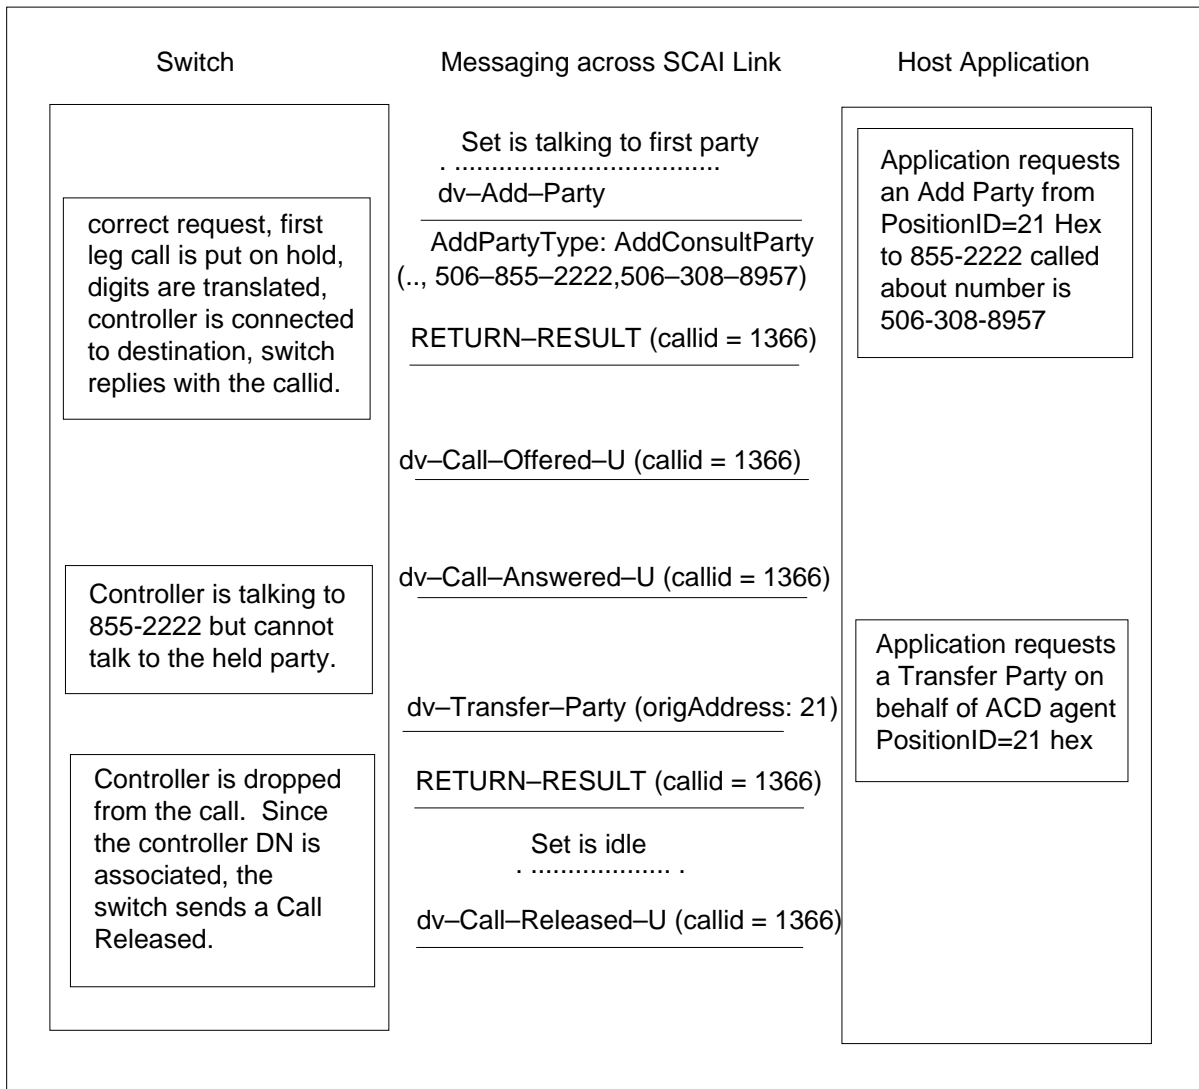 Switch
Messaging across SCAI Link
Host Application
Set is talking to first party
dv–Add–Party
AddPartyType: AddConsultParty
(.., 506–855–2222,506–308–8957)
RETURN–RESULT (callid = 1366)
dv–Call–Offered–U (callid = 1366)
dv–Call–Answered–U (callid = 1366)
dv–Transfer–Party (origAddress: 21)
RETURN–RESULT (callid = 1366)
Set is idle
dv–Call–Released–U (callid = 1366)
correct request, first
leg call is put on hold,
digits are translated,
controller is connected
to destination, switch
replies with the callid.
Controller is talking to
855-2222 but cannot
talk to the held party.
Controller is dropped
from the call.  Since
the controller DN is
associated, the
switch sends a Call
Released.
Application requests
an Add Party from
PositionID=21 Hex
to 855-2222 called
about number is
506-308-8957
Application requests
a Transfer Party on
behalf of ACD agent
PositionID=21 hex